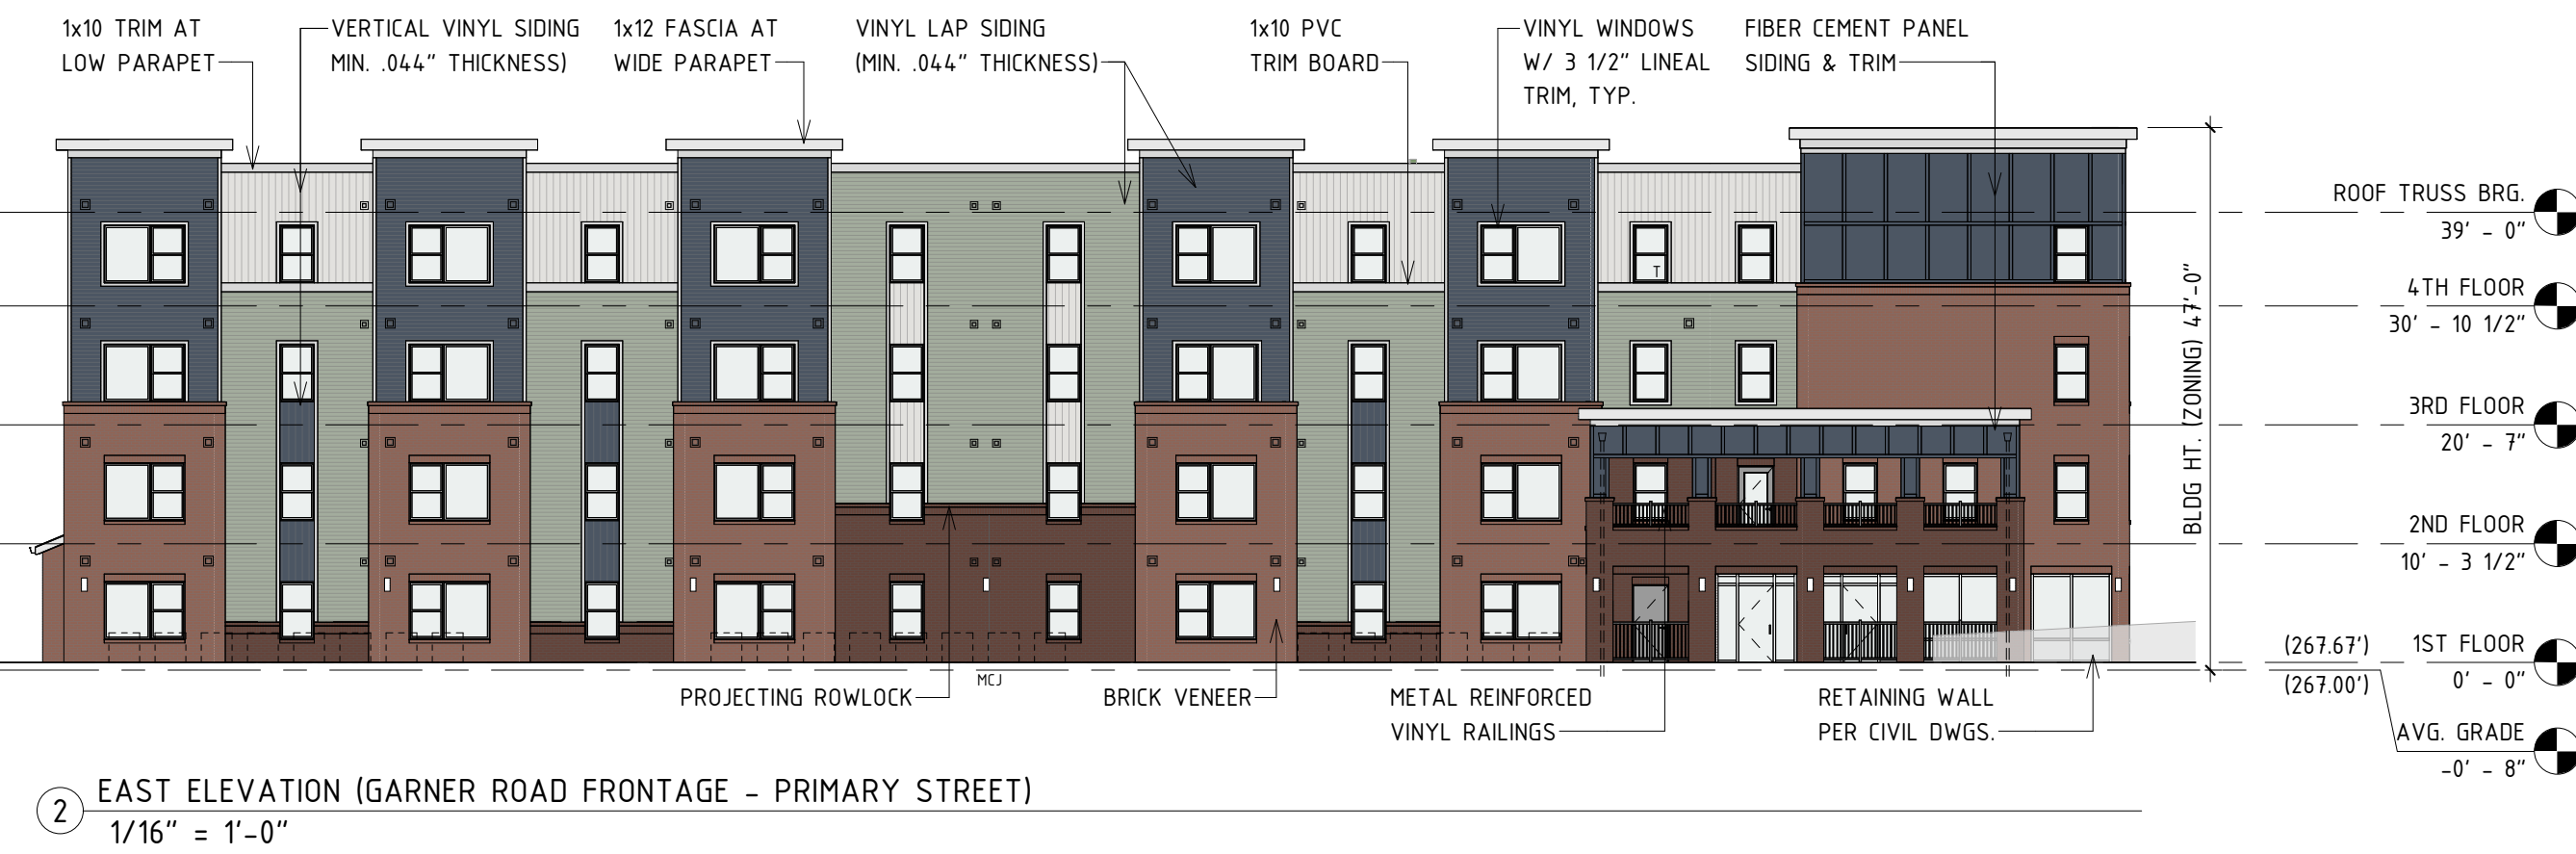 1x10 TRIM AT
LOW PARAPET
VERTICAL VINYL SIDING
MIN. .044" THICKNESS)
1x12 FASCIA AT
WIDE PARAPET
VINYL LAP SIDING
(MIN. .044" THICKNESS)
1x10 PVC
TRIM BOARD
VINYL WINDOWS
W/ 3 1/2" LINEAL
TRIM, TYP.
FIBER CEMENT PANEL
SIDING & TRIM
ROOF TRUSS BRG.
39' - 0"
4TH FLOOR
30' - 10 1/2"
3RD FLOOR
20' - 7"
2ND FLOOR
10' - 3 1/2"
(267.67') 1ST FLOOR
(267.00') 0' - 0"
AVG. GRADE
-0' - 8"
BLDG HT. (ZONING) 47'-0"
T
MCJ
PROJECTING ROWLOCK
BRICK VENEER
METAL REINFORCED
VINYL RAILINGS
RETAINING WALL
PER CIVIL DWGS.
2 EAST ELEVATION (GARNER ROAD FRONTAGE - PRIMARY STREET)
1/16" = 1'-0"